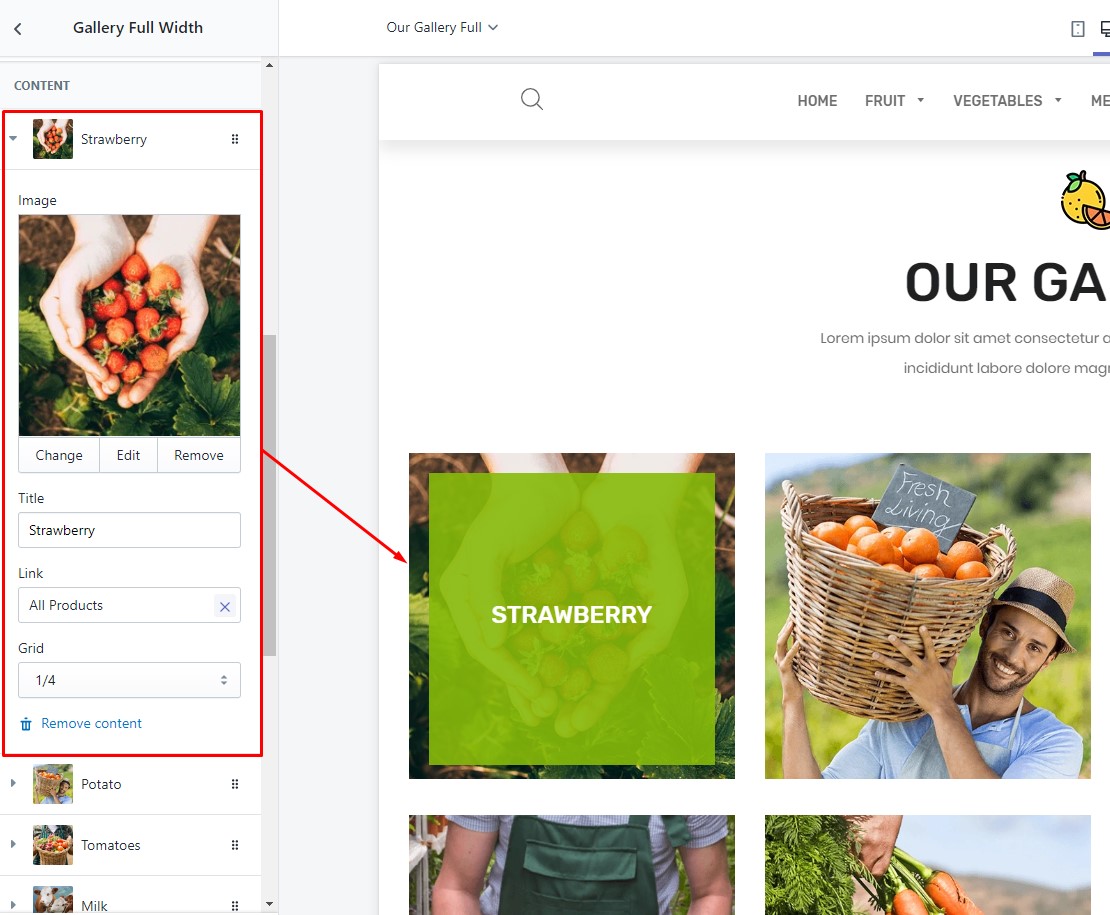 Gallery Full Width
Our Gallery Full
CONTENT
Strawberry
Image
Change Edit Remove
Title
Strawberry
Link
All Products
Grid
1/4
Remove content
Potato
Tomatoes
Milk
HOME FRUIT VEGETABLES ME
OUR GA
Lorem ipsum dolor sit amet consectetur a
incididunt labore dolore magn
STRAWBERRY
Fresh
Living